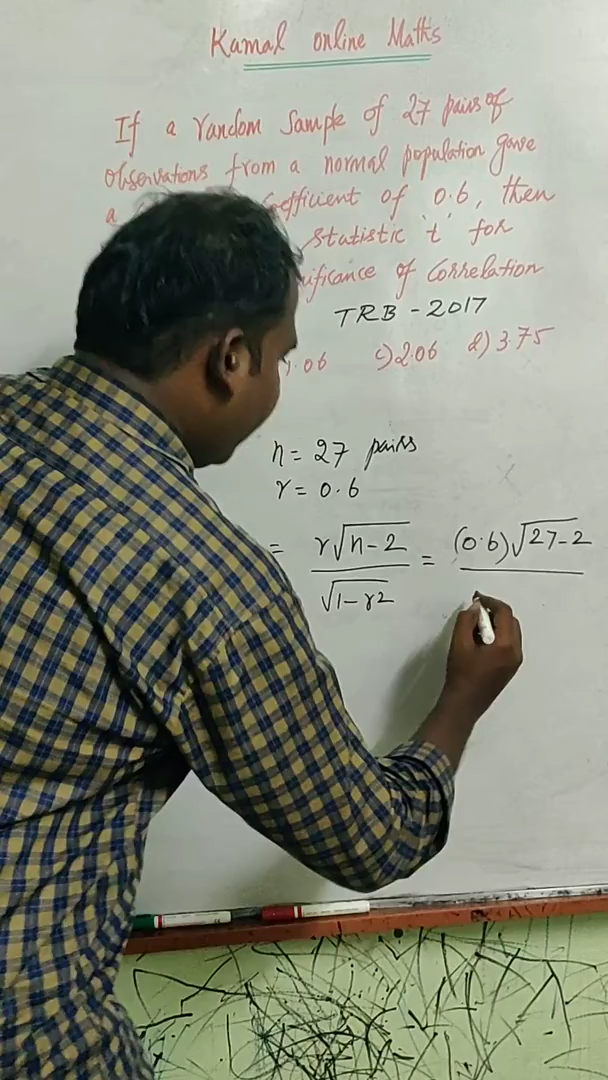 Kamal online Maths
If a random Sample of 27 pairs of
observations from a normal population gave
a coefficient of 0.6, then
statistic 't' for
of Correlation
TRB - 2017
1.06 c) 2.06 d) 3.75
n = 27 pairs
r = 0.6
= r√n-2 / √1-r2 = (0.6)√27-2